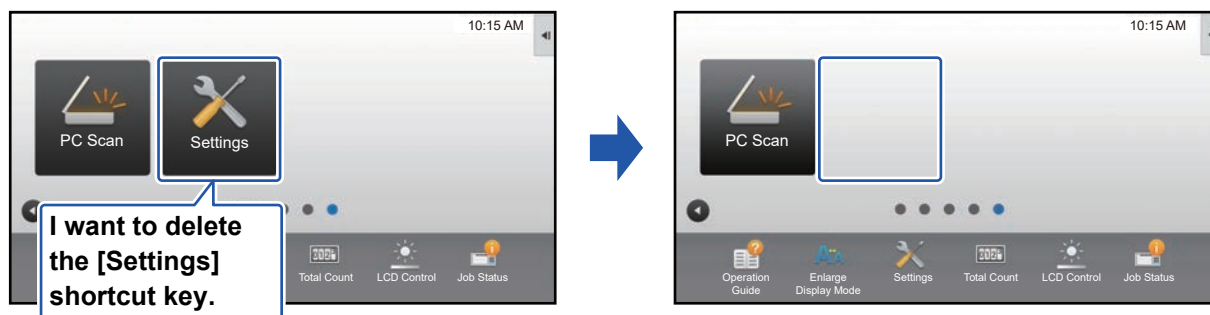 10:15 AM
PC Scan
Settings
I want to delete
the [Settings]
shortcut key.
Total Count
LCD Control
Job Status
10:15 AM
PC Scan
Operation
Guide
Enlarge
Display Mode
Settings
Total Count
LCD Control
Job Status